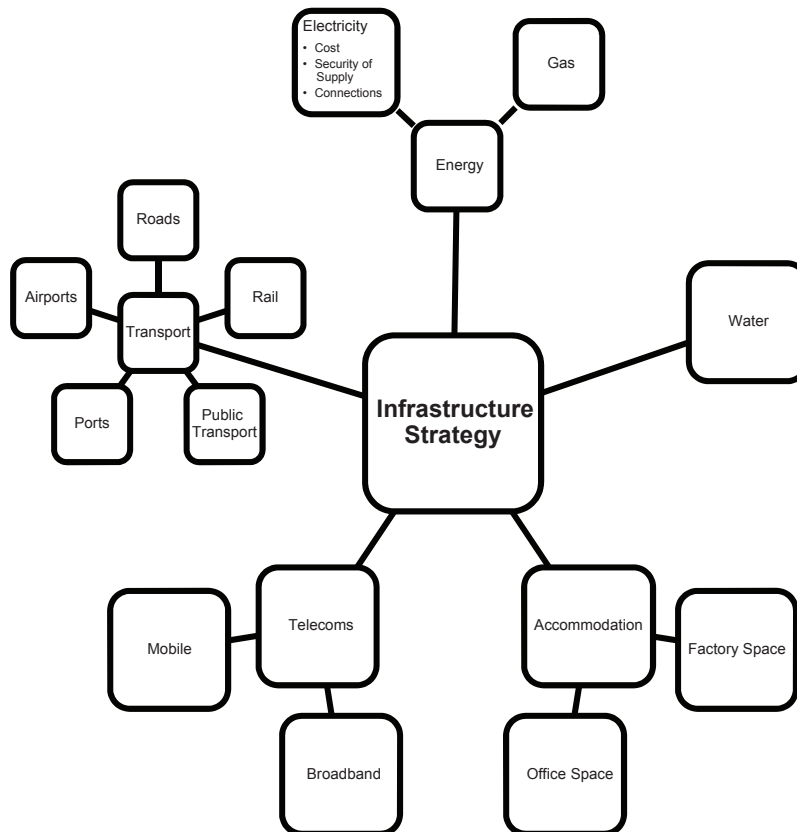 Electricity
• Cost
• Security of
Supply
• Connections
Gas
Energy
Roads
Airports
Rail
Transport
Water
Infrastructure
Strategy
Ports
Public
Transport
Telecoms
Accommodation
Mobile
Factory Space
Broadband
Office Space